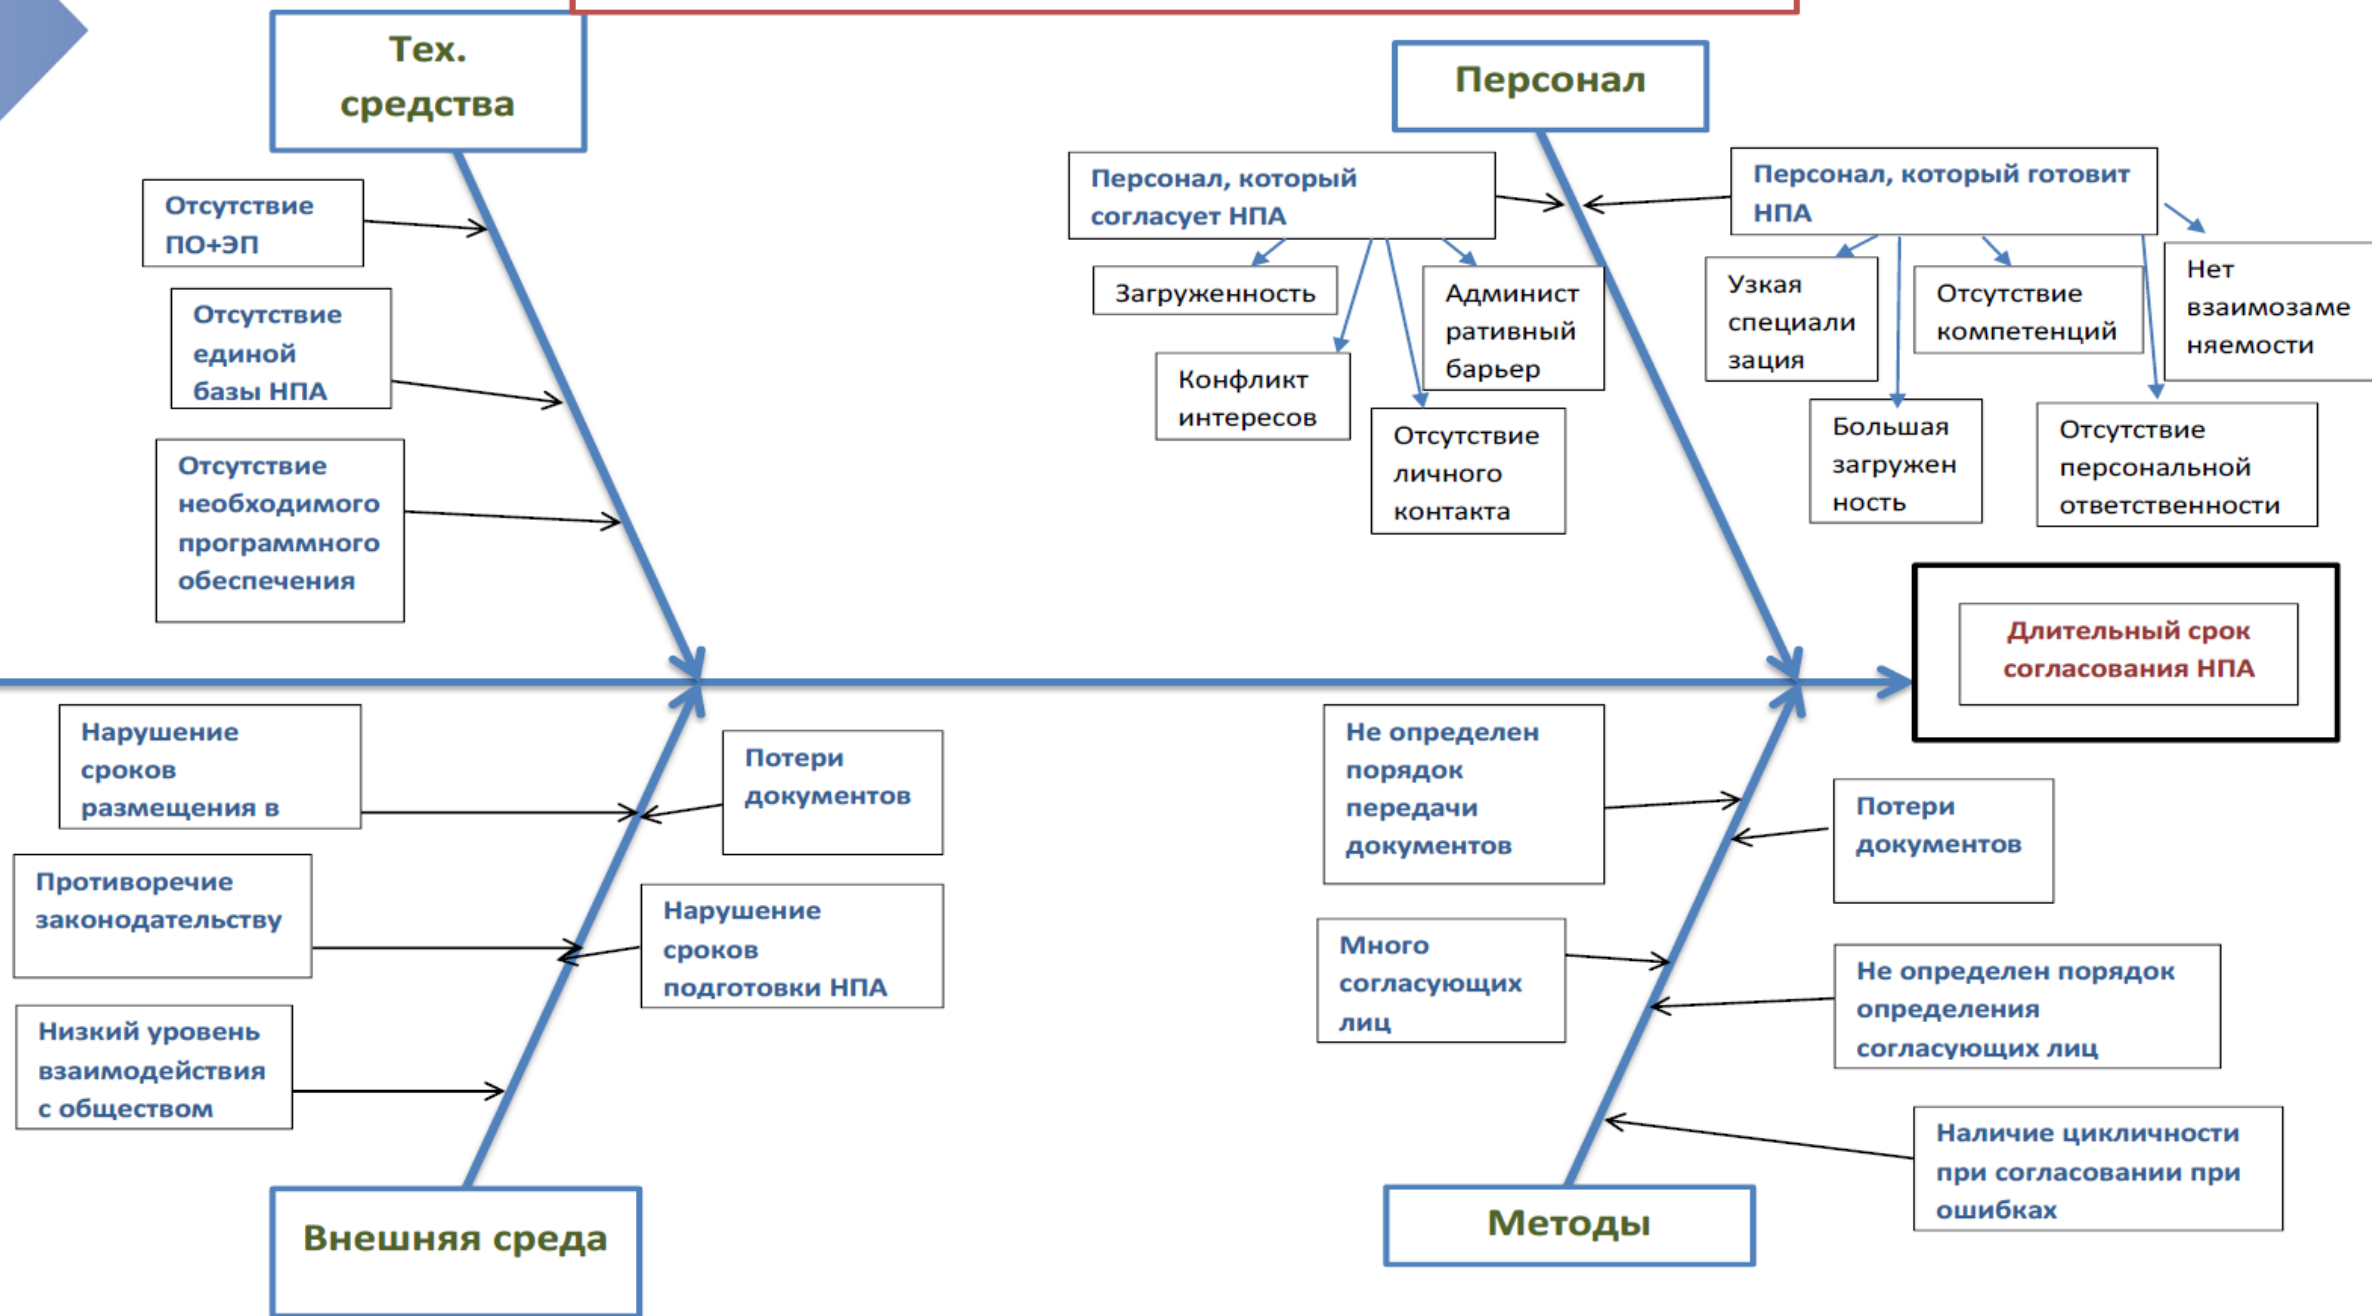 Тех.
средства
Персонал
Отсутствие
ПО+ЭП
Отсутствие
единой
базы НПА
Отсутствие
необходимого
программного
обеспечения
Персонал, который
согласует НПА
Загруженность
Конфликт
интересов
Админист
ративный
барьер
Отсутствие
личного
контакта
Персонал, который готовит
НПА
Узкая
специали
зация
Отсутствие
компетенций
Нет
взаимозаме
няемости
Большая
загружен
ность
Отсутствие
персональной
ответственности
Длительный срок
согласования НПА
Нарушение
сроков
размещения в
Потери
документов
Противоречие
законодательству
Нарушение
сроков
подготовки НПА
Низкий уровень
взаимодействия
с обществом
Внешняя среда
Не определен
порядок
передачи
документов
Потери
документов
Много
согласующих
лиц
Не определен порядок
определения
согласующих лиц
Наличие цикличности
при согласовании при
ошибках
Методы